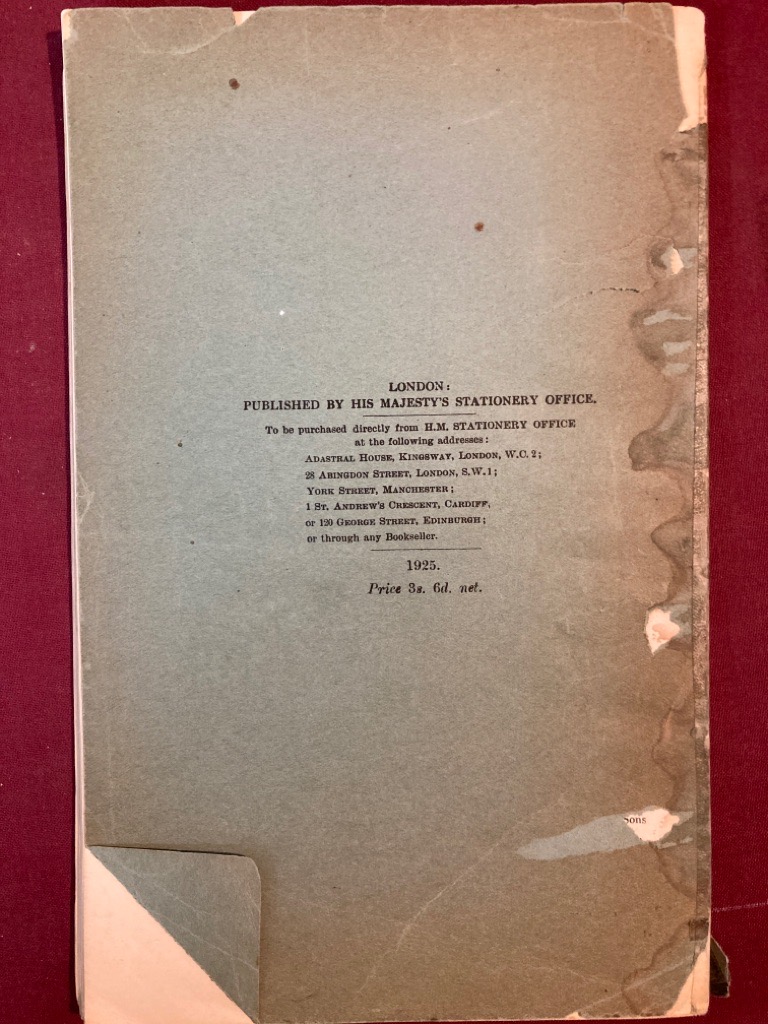 LONDON:
PUBLISHED BY HIS MAJESTY'S STATIONERY OFFICE.
To be purchased directly from H.M. STATIONERY OFFICE
at the following addresses:
ADASTRAL HOUSE, KINGSWAY, LONDON, W.C. 2;
28 ABINGDON STREET, LONDON, S.W. 1;
YORK STREET, MANCHESTER;
1 ST. ANDREW'S CRESCENT, CARDIFF,
or 120 GEORGE STREET, EDINBURGH;
or through any Bookseller.
1925.
Price 3s. 6d. net.
Sons